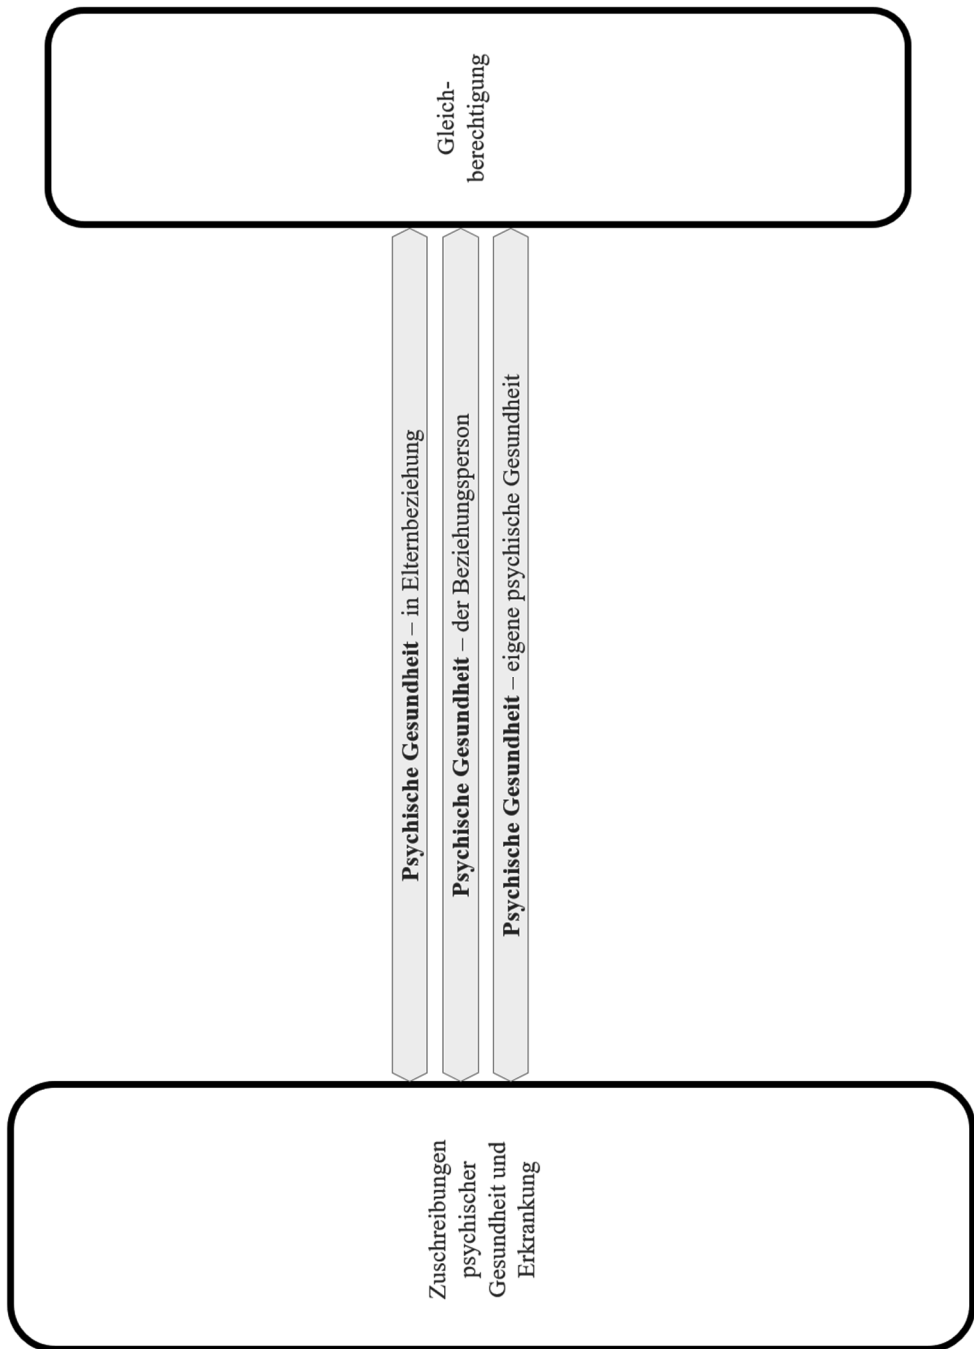 Zuschreibungen
psychischer
Gesundheit und
Erkrankung
Psychische Gesundheit – in Elternbeziehung
Psychische Gesundheit – der Beziehungsperson
Psychische Gesundheit – eigene psychische Gesundheit
Gleich-
berechtigung